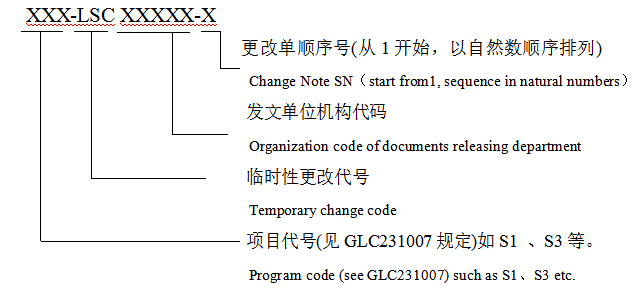 XXX-LSC XXXXX-X
更改单顺序号(从1开始，以自然数顺序排列)
Change Note SN（start from1, sequence in natural numbers）
发文单位机构代码
Organization code of documents releasing department
临时性更改代号
Temporary change code
项目代号(见 GLC231007 规定)如 S1 、S3 等。
Program code (see GLC231007) such as S1、S3 etc.